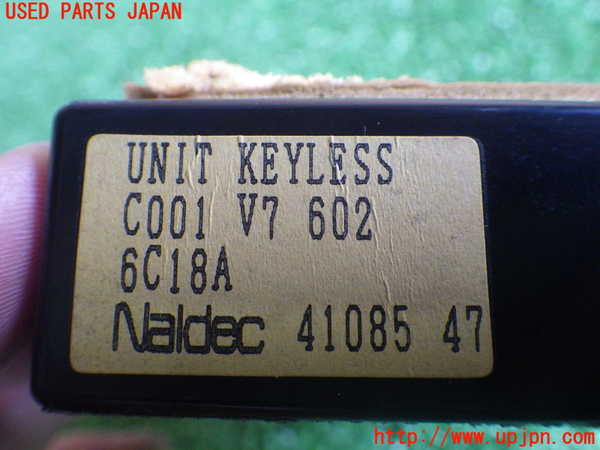 USED PARTS JAPAN
UNIT KEYLESS
C001 V7 602
6C18A
Naldec 41085 47
http://www.upjpn.com/